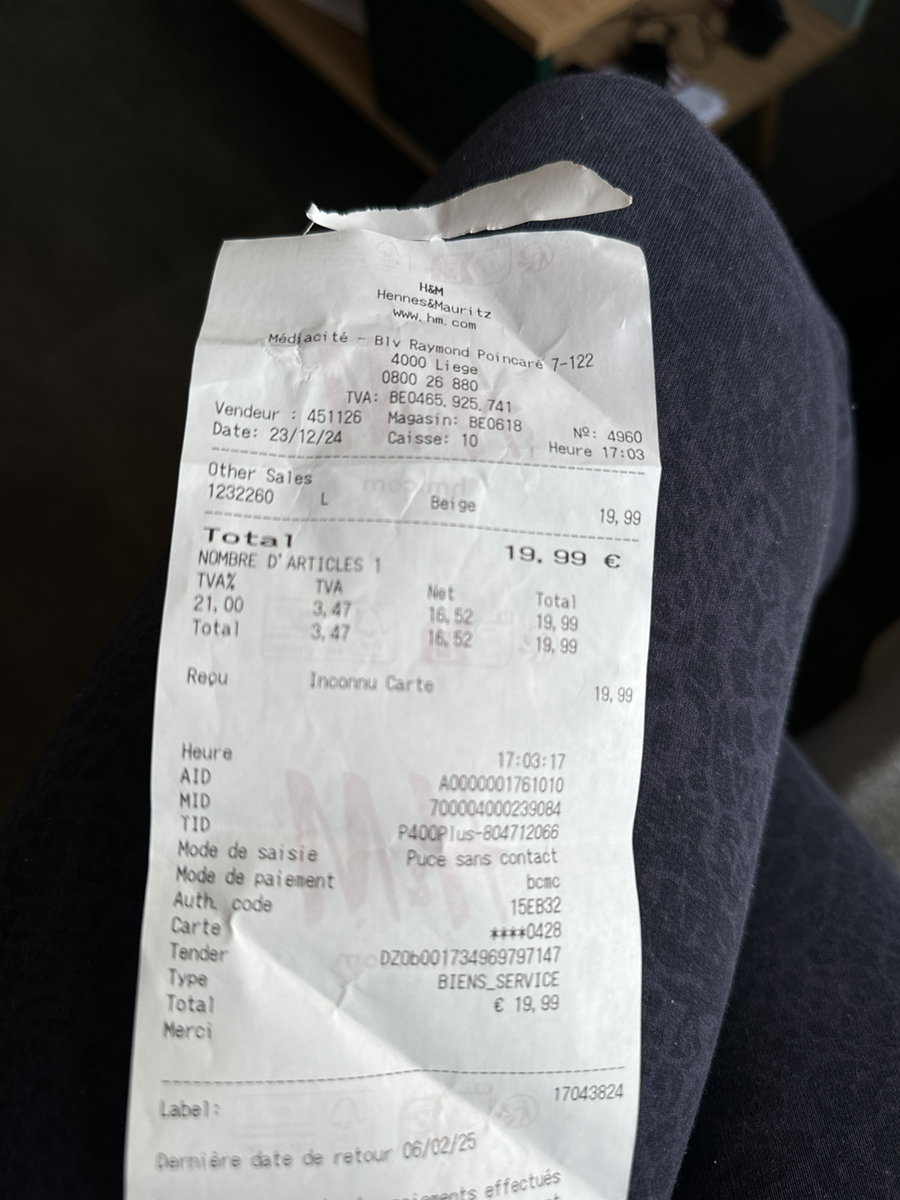 H&M
Hennes&Mauritz
www.hm.com
Médiacité - Blv Raymond Poincaré 7-122
4000 Liege
0800 26 880
TVA: BE0465.925.741
Vendeur : 451126 Magasin: BE0618 Nº: 4960
Date: 23/12/24 Caisse: 10 Heure 17:03
Other Sales
1232260 L Beige 19,99
Total 19,99 €
NOMBRE D'ARTICLES 1
TVA% TVA Net Total
21,00 3,47 16,52 19,99
Total 3,47 16,52 19,99
Reçu Inconnu Carte 19,99
Heure 17:03:17
AID A0000001761010
MID 700004000239084
TID P400Plus-804712066
Mode de saisie Puce sans contact
Mode de paiement bcmc
Auth. code 15EB32
Carte ****0428
Tender DZ0b001734969797147
Type BIENS_SERVICE
Total € 19,99
Merci
17043824
Label:
Dernière date de retour 06/02/25
effectués